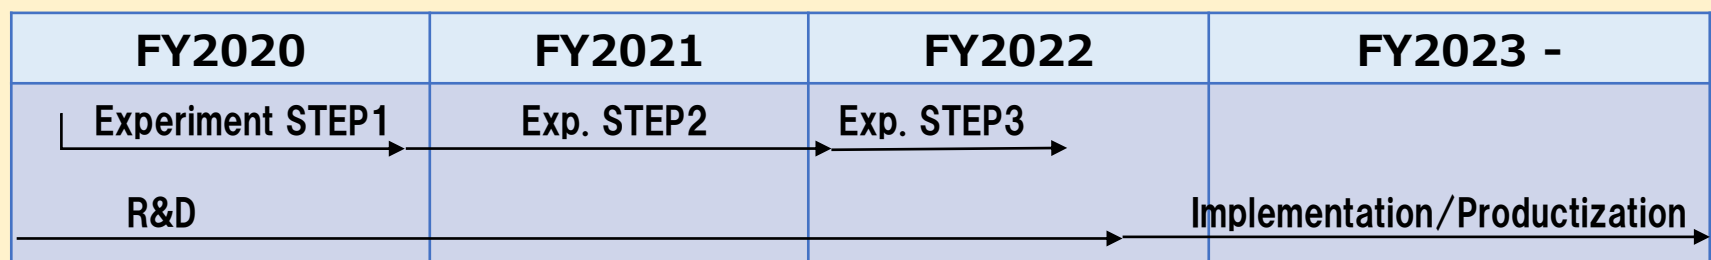 FY2020 FY2021 FY2022 FY2023 -
Experiment STEP1 Exp. STEP2 Exp. STEP3
R&D Implementation/Productization